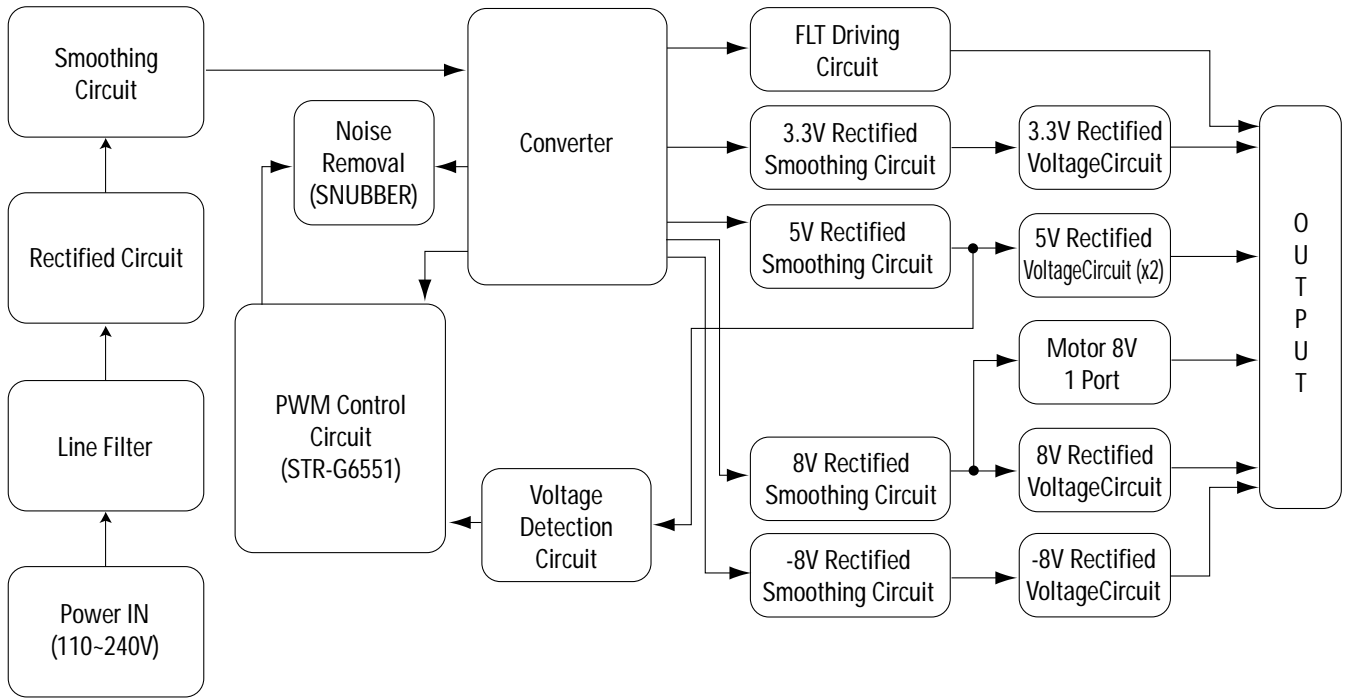 Smoothing
Circuit
Rectified Circuit
Line Filter
Power IN
(110~240V)
Noise
Removal
(SNUBBER)
PWM Control
Circuit
(STR-G6551)
Converter
Voltage
Detection
Circuit
FLT Driving
Circuit
3.3V Rectified
Smoothing Circuit
5V Rectified
Smoothing Circuit
8V Rectified
Smoothing Circuit
-8V Rectified
Smoothing Circuit
3.3V Rectified
VoltageCircuit
5V Rectified
VoltageCircuit (x2)
Motor 8V
1 Port
8V Rectified
VoltageCircuit
-8V Rectified
VoltageCircuit
O
U
T
P
U
T